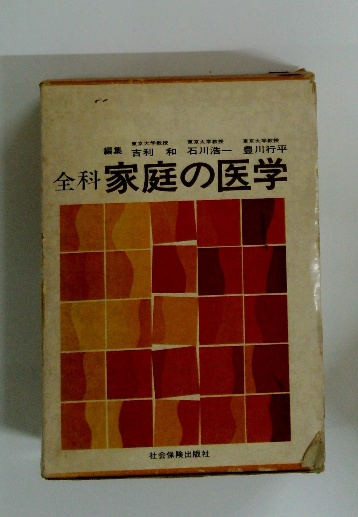 東京大学教授 東京大学教授 東京大学教授
編集 吉利 和 石川浩一 豊川行平
全科 家庭の医学
社会保険出版社